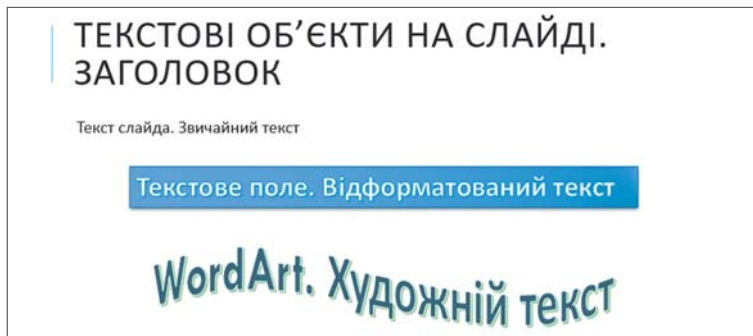 ТЕКСТОВІ ОБ’ЄКТИ НА СЛАЙДІ.
ЗАГОЛОВОК
Текст слайда. Звичайний текст
Текстове поле. Відформатований текст
WordArt. Художній текст